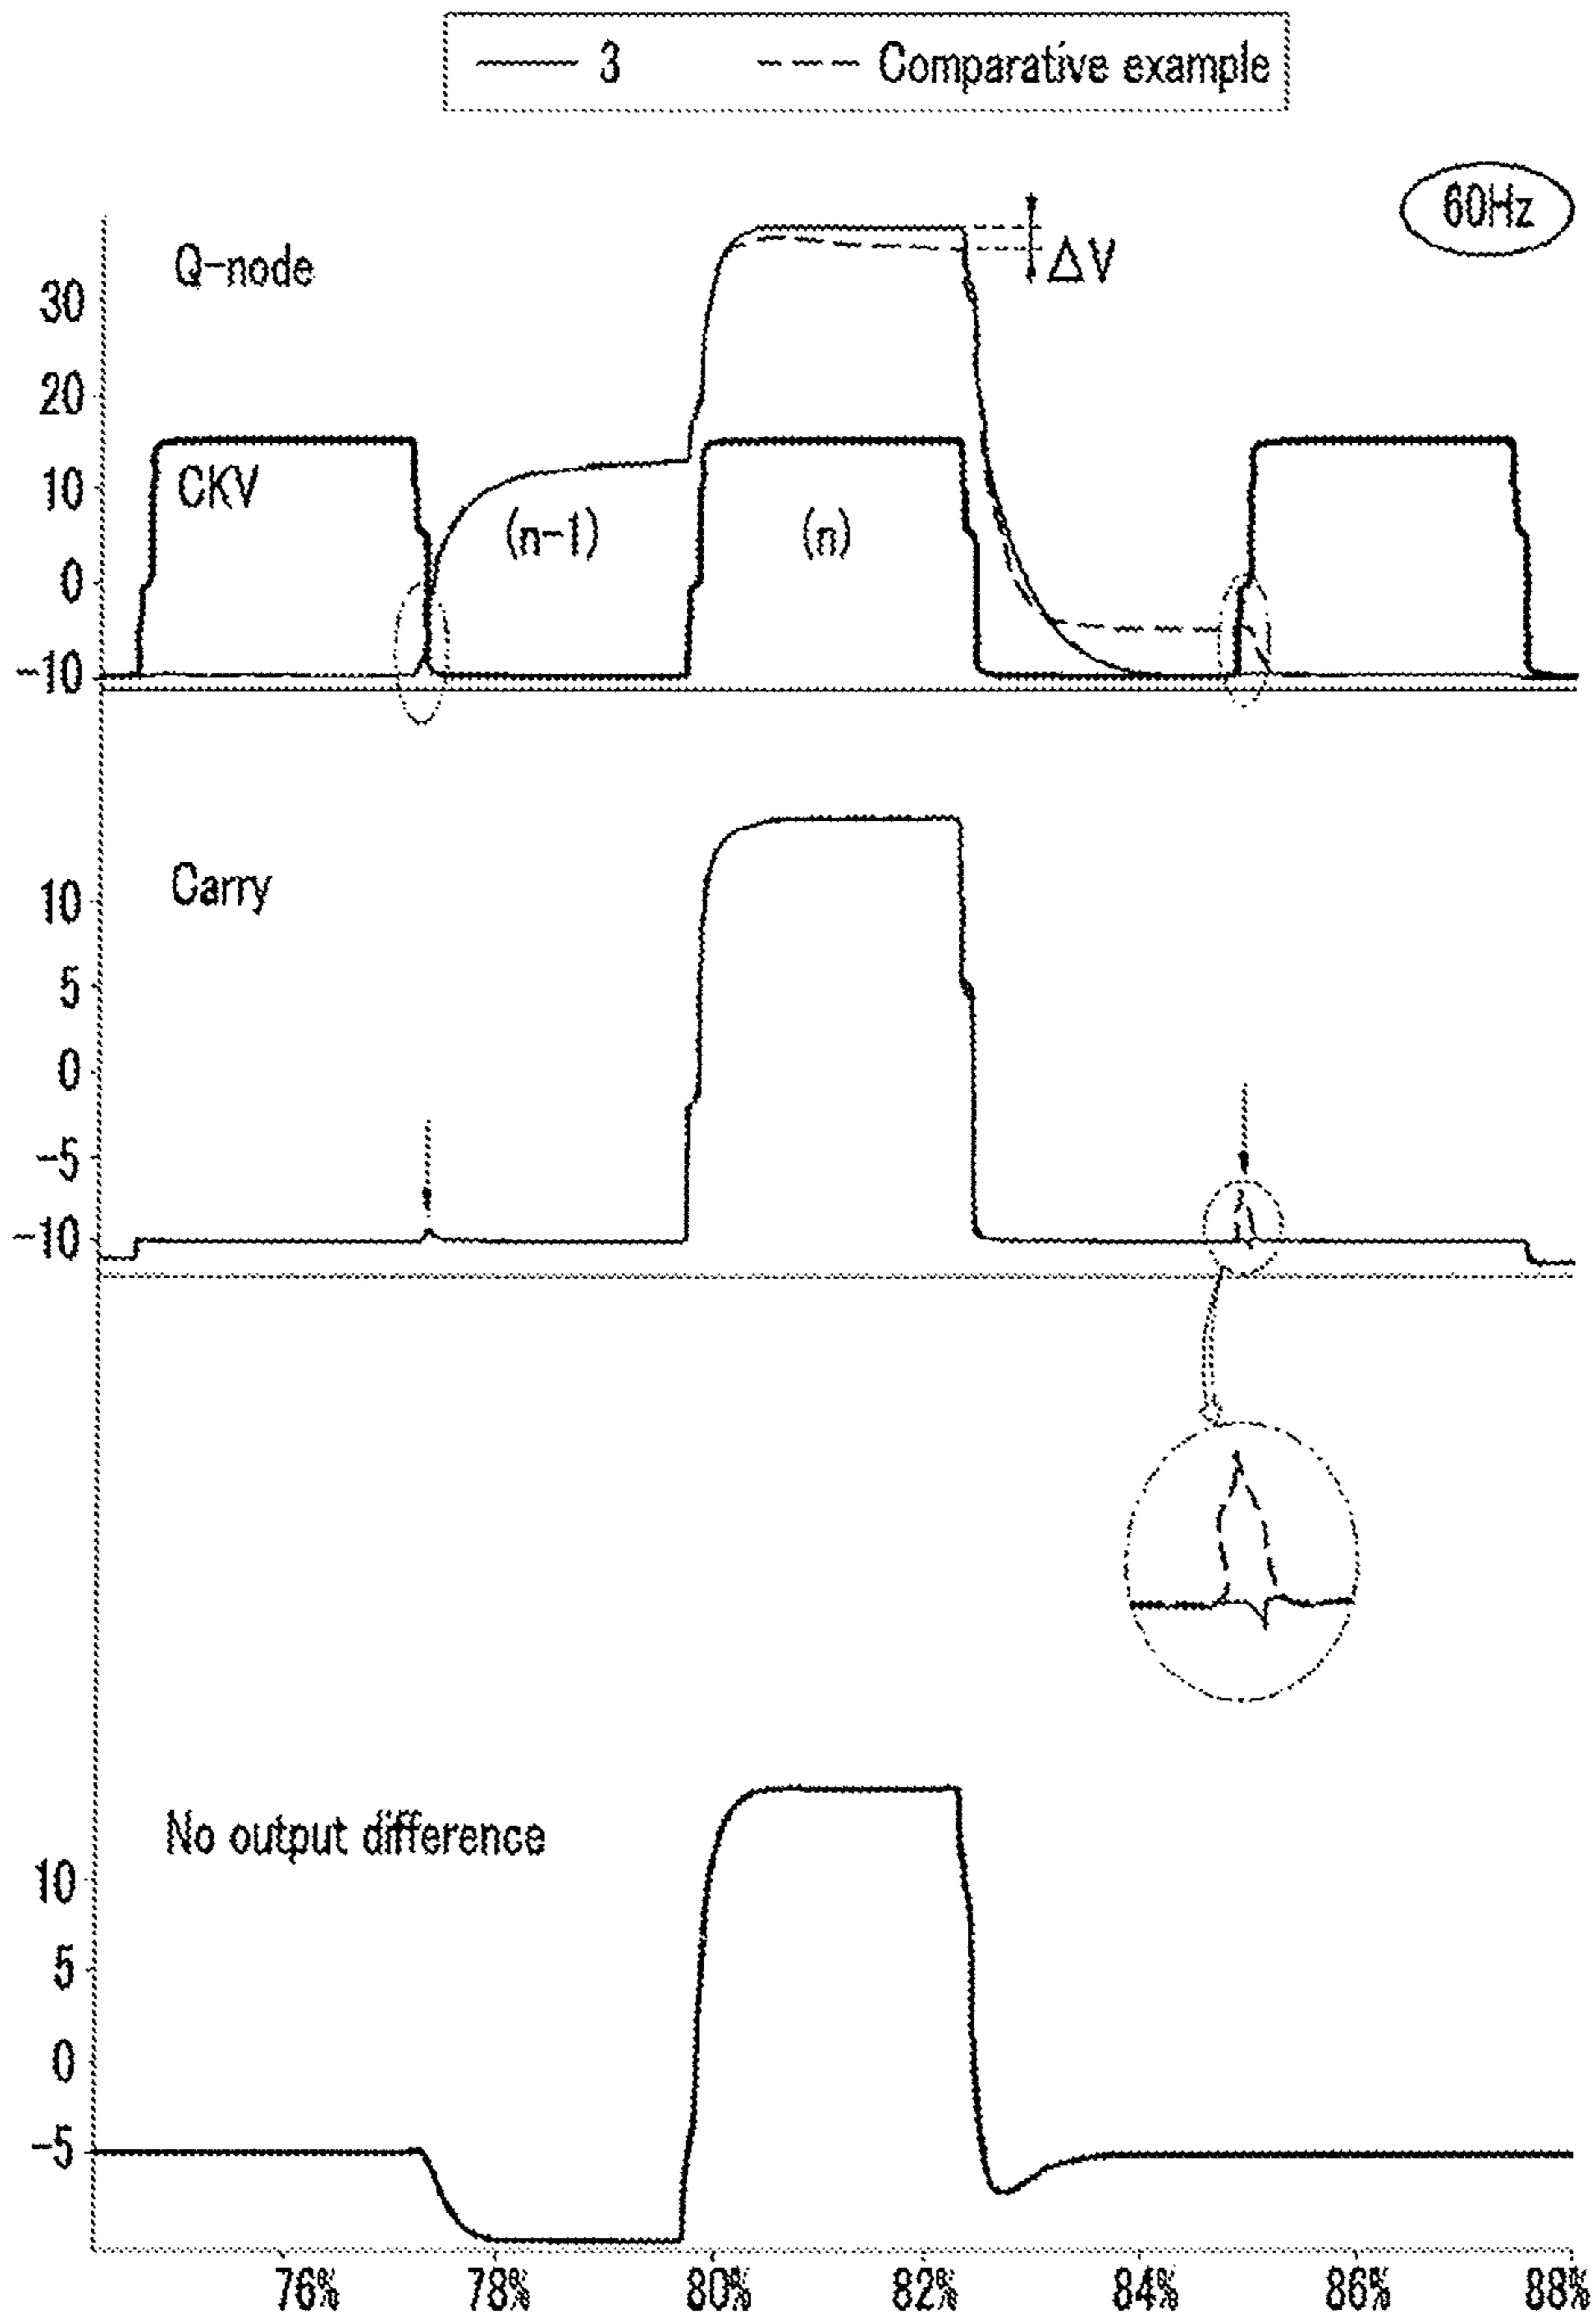 3 Comparative example
60Hz
Q-node
ΔV
30
20
10
0
-10
CKV
(n-1)
(n)
Carry
10
5
0
-5
-10
No output difference
10
5
0
-5
76% 78% 80% 82% 84% 86% 88%